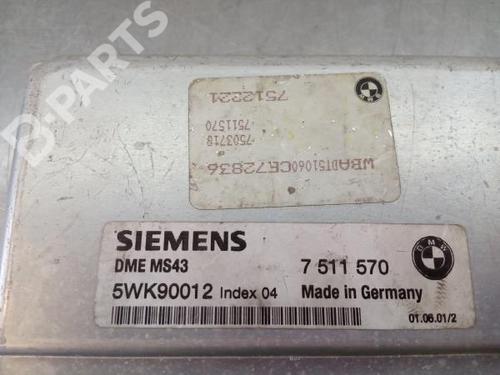 B-PARTS
7512221
7511570
7503718
WBADT51060CE72836
SIEMENS
DME MS43
7 511 570
BMW
5WK90012 Index 04
Made in Germany
01.06.01/2